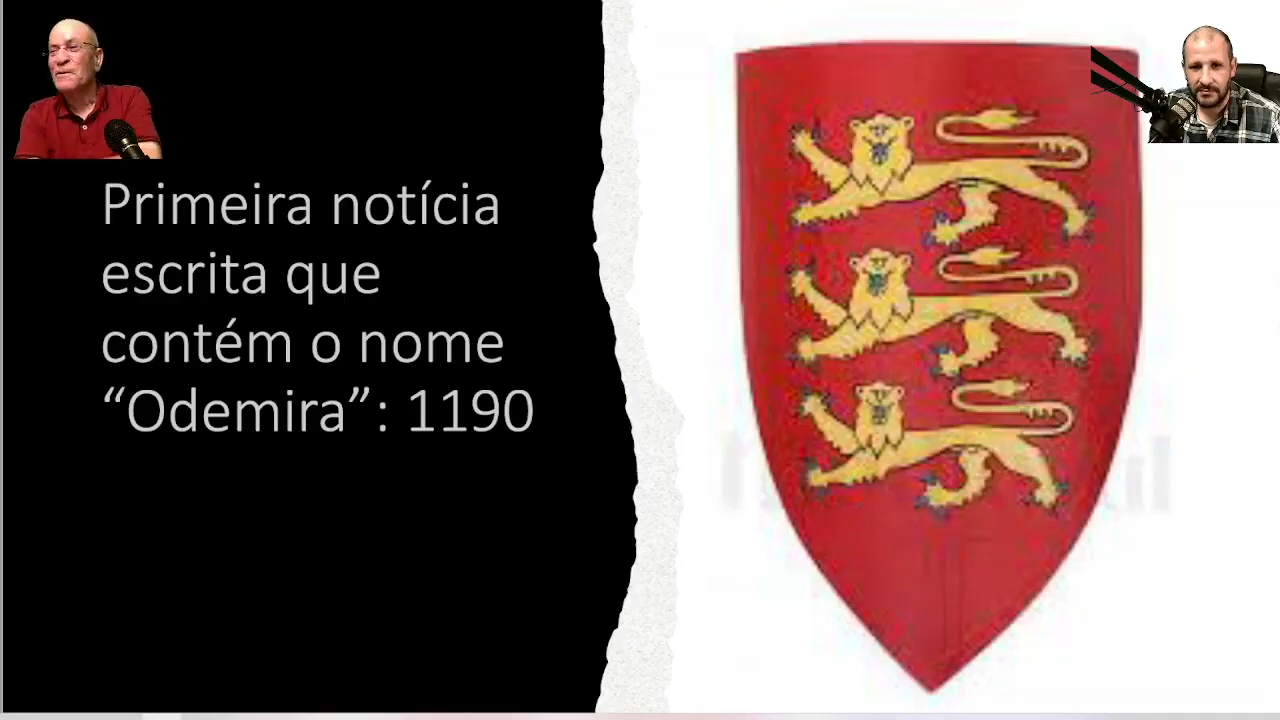 Primeira notícia
escrita que
contém o nome
“Odemira”: 1190